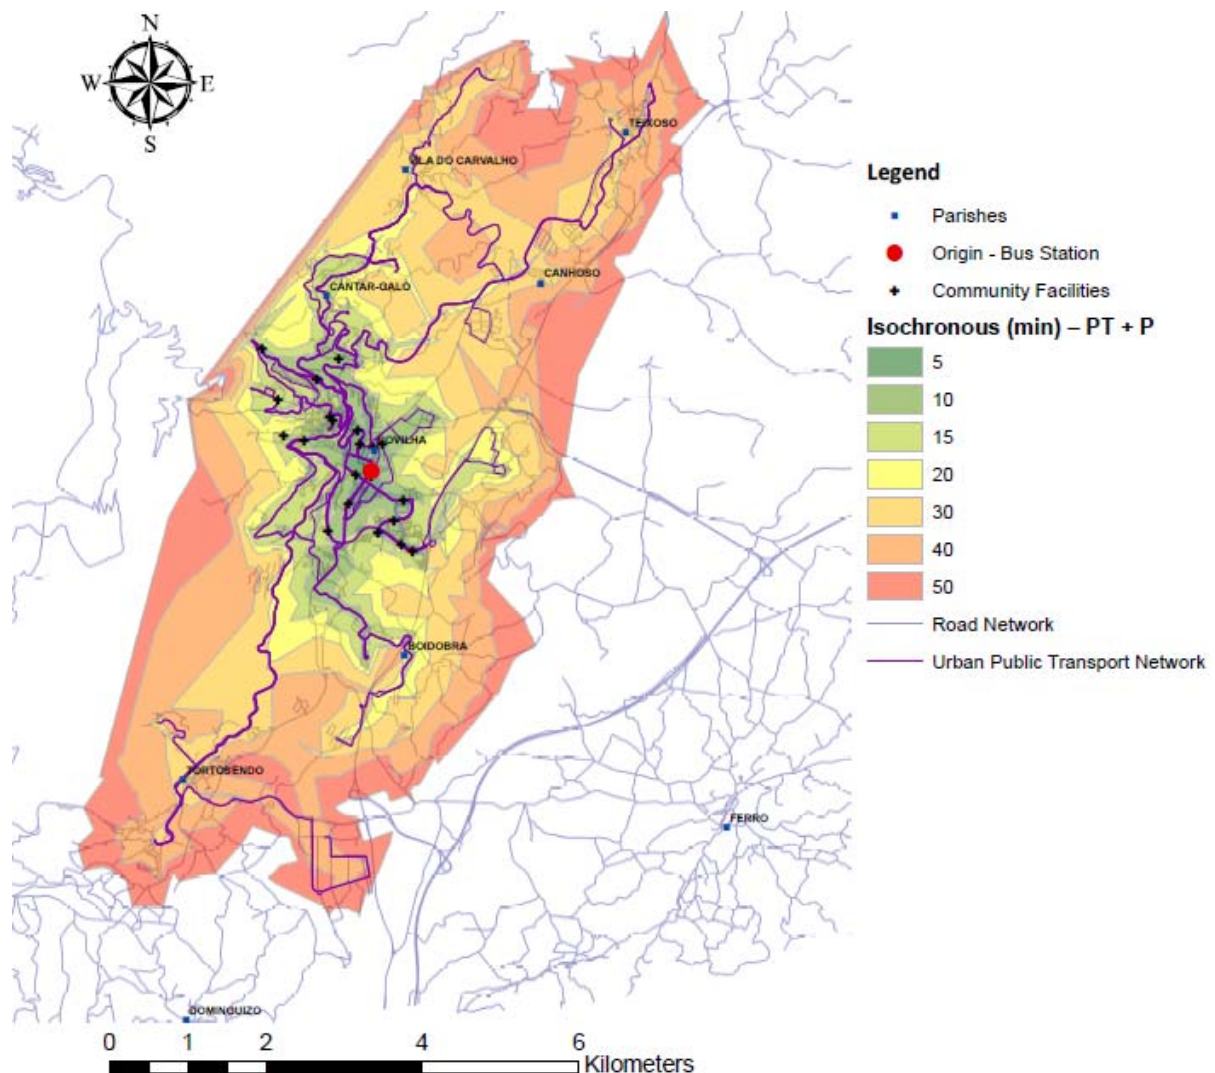 N
W E
S
TEIXOSO
VILA DO CARVALHO
CANHOSO
CANTAR-GALO
COVILHA
BOIDOBRA
TORTOSENDO
FERRO
DOMINGUIZO
0 1 2 4 6
Kilometers
Legend
Parishes
Origin - Bus Station
Community Facilities
Isochronous (min) – PT + P
5
10
15
20
30
40
50
Road Network
Urban Public Transport Network